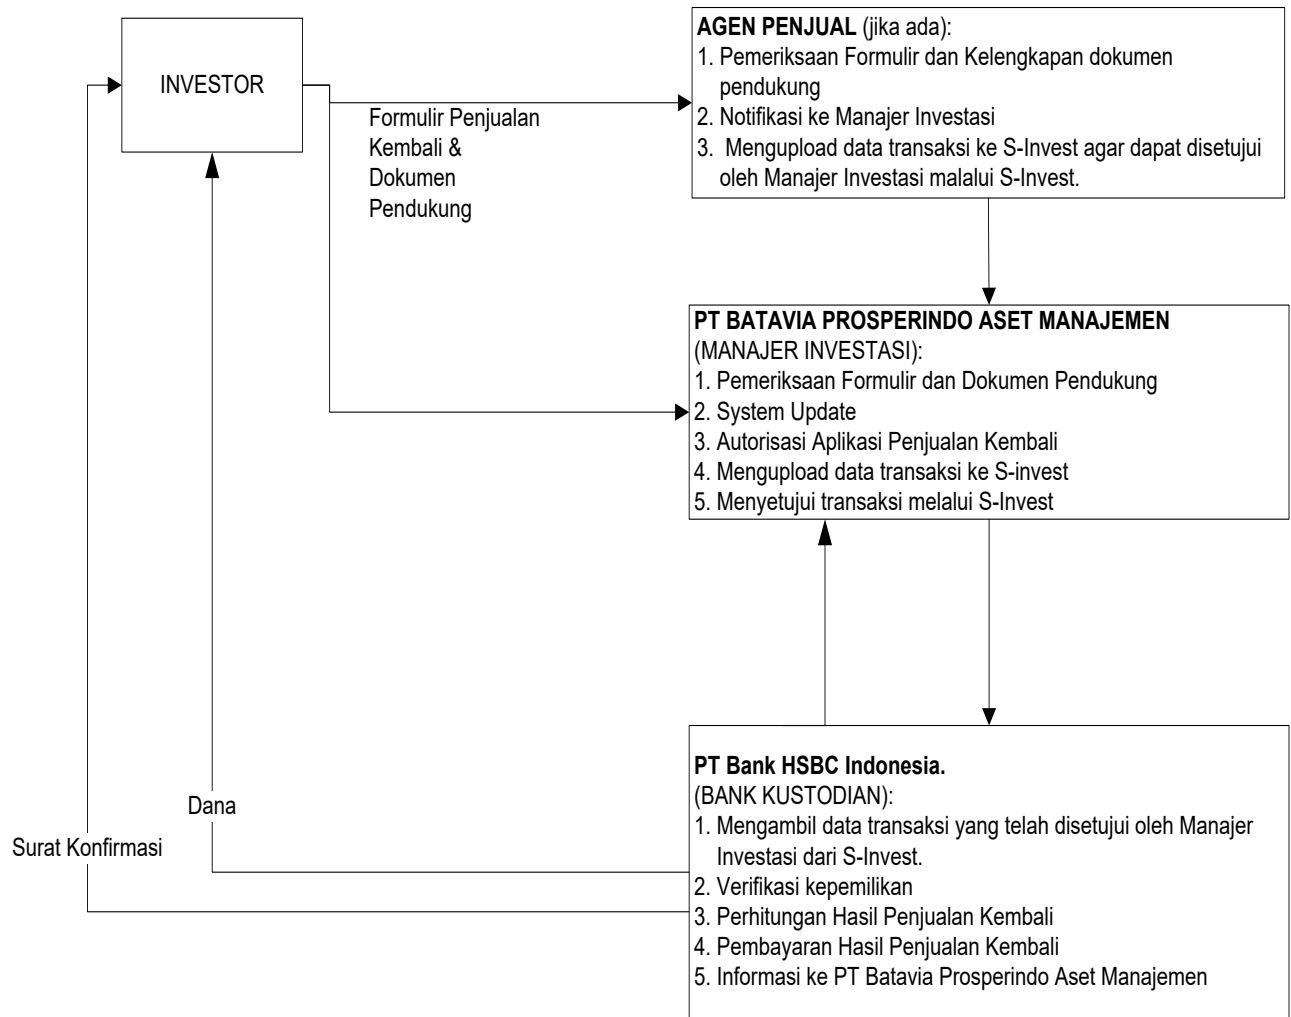 INVESTOR
Formulir Penjualan
Kembali &
Dokumen
Pendukung
AGEN PENJUAL (jika ada):
1. Pemeriksaan Formulir dan Kelengkapan dokumen
pendukung
2. Notifikasi ke Manajer Investasi
3. Mengupload data transaksi ke S-Invest agar dapat disetujui
oleh Manajer Investasi malalui S-Invest.
PT BATAVIA PROSPERINDO ASET MANAJEMEN
(MANAJER INVESTASI):
1. Pemeriksaan Formulir dan Dokumen Pendukung
2. System Update
3. Autorisasi Aplikasi Penjualan Kembali
4. Mengupload data transaksi ke S-invest
5. Menyetujui transaksi melalui S-Invest
PT Bank HSBC Indonesia.
(BANK KUSTODIAN):
1. Mengambil data transaksi yang telah disetujui oleh Manajer
Investasi dari S-Invest.
2. Verifikasi kepemilikan
3. Perhitungan Hasil Penjualan Kembali
4. Pembayaran Hasil Penjualan Kembali
5. Informasi ke PT Batavia Prosperindo Aset Manajemen
Dana
Surat Konfirmasi